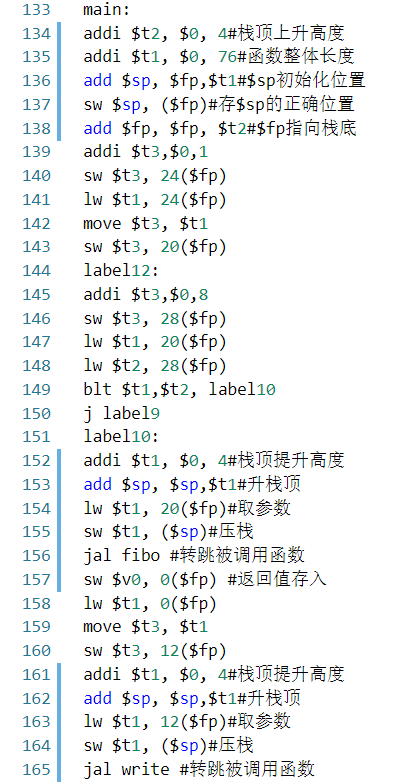 133 main:
134 addi $t2, $0, 4#栈顶上升高度
135 addi $t1, $0, 76#函数整体长度
136 add $sp, $fp,$t1#$sp初始化位置
137 sw $sp, ($fp)#存$sp的正确位置
138 add $fp, $fp, $t2#$fp指向栈底
139 addi $t3,$0,1
140 sw $t3, 24($fp)
141 lw $t1, 24($fp)
142 move $t3, $t1
143 sw $t3, 20($fp)
144 label12:
145 addi $t3,$0,8
146 sw $t3, 28($fp)
147 lw $t1, 20($fp)
148 lw $t2, 28($fp)
149 blt $t1,$t2, label10
150 j label9
151 label10:
152 addi $t1, $0, 4#栈顶提升高度
153 add $sp, $sp,$t1#升栈顶
154 lw $t1, 20($fp)#取参数
155 sw $t1, ($sp)#压栈
156 jal fibo #转跳被调用函数
157 sw $v0, 0($fp) #返回值存入
158 lw $t1, 0($fp)
159 move $t3, $t1
160 sw $t3, 12($fp)
161 addi $t1, $0, 4#栈顶提升高度
162 add $sp, $sp,$t1#升栈顶
163 lw $t1, 12($fp)#取参数
164 sw $t1, ($sp)#压栈
165 jal write #转跳被调用函数